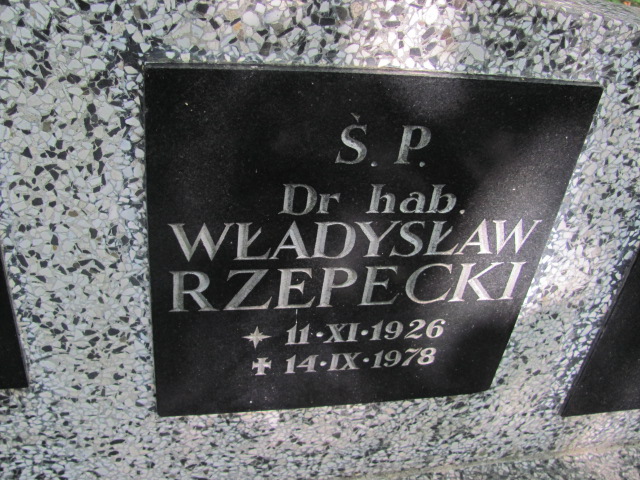 Ś. P.
Dr hab.
WŁADYSŁAW
RZEPECKI
11·XI·1926
14·IX·1978